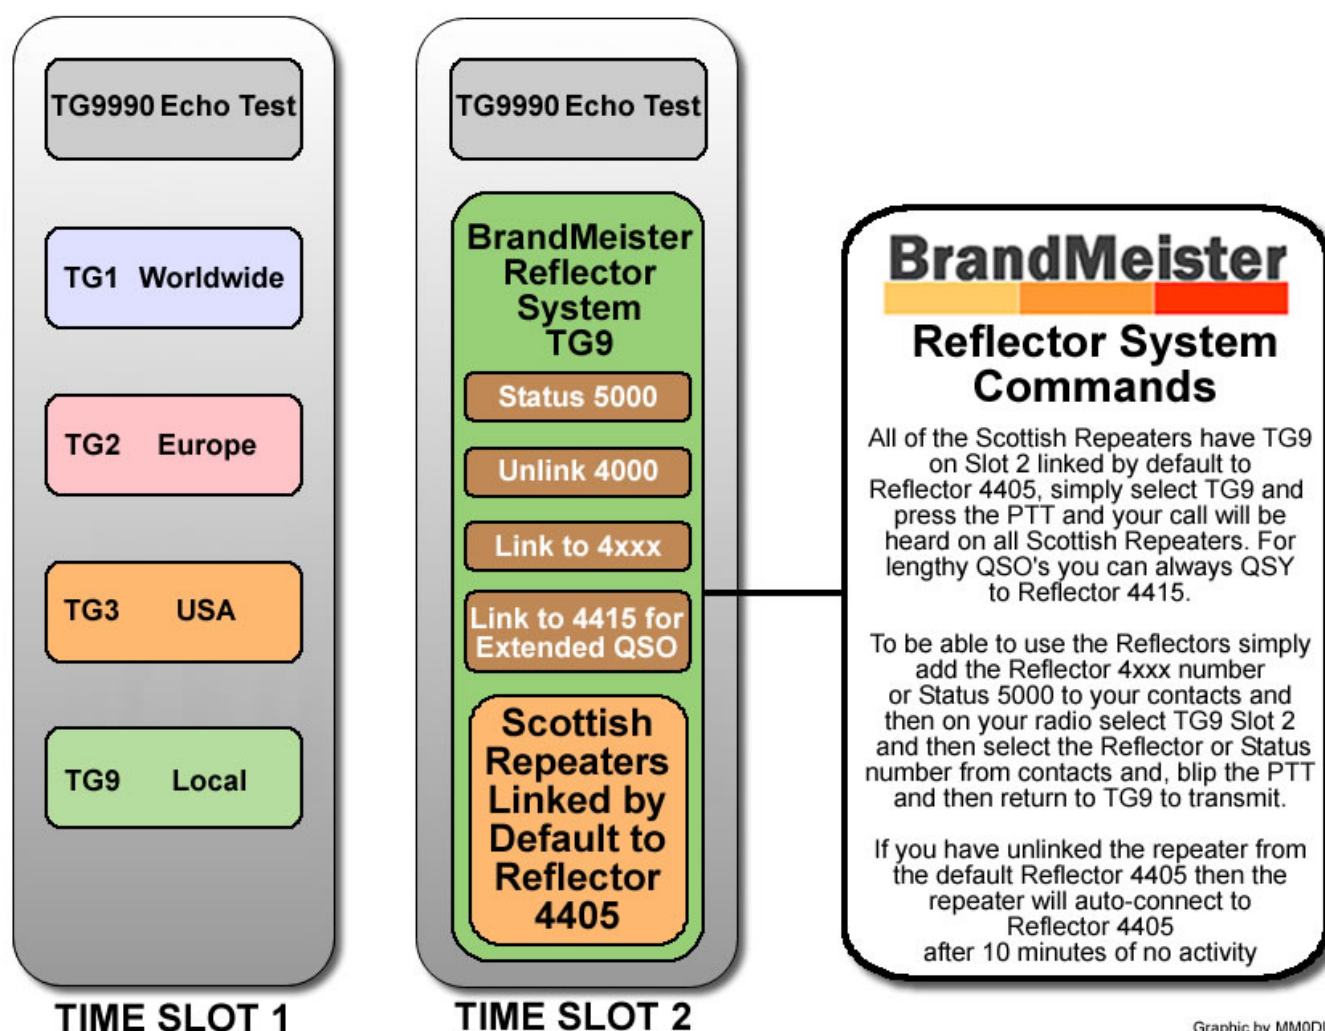 TG9990 Echo Test
TG1 Worldwide
TG2 Europe
TG3 USA
TG9 Local
TIME SLOT 1
TG9990 Echo Test
BrandMeister
Reflector
System
TG9
Status 5000
Unlink 4000
Link to 4xxx
Link to 4415 for
Extended QSO
Scottish
Repeaters
Linked by
Default to
Reflector
4405
TIME SLOT 2
BrandMeister
Reflector System
Commands
All of the Scottish Repeaters have TG9
on Slot 2 linked by default to
Reflector 4405, simply select TG9 and
press the PTT and your call will be
heard on all Scottish Repeaters. For
lengthy QSO's you can always QSY
to Reflector 4415.
To be able to use the Reflectors simply
add the Reflector 4xxx number
or Status 5000 to your contacts and
then on your radio select TG9 Slot 2
and then select the Reflector or Status
number from contacts and, blip the PTT
and then return to TG9 to transmit.
If you have unlinked the repeater from
the default Reflector 4405 then the
repeater will auto-connect to
Reflector 4405
after 10 minutes of no activity
Graphic by